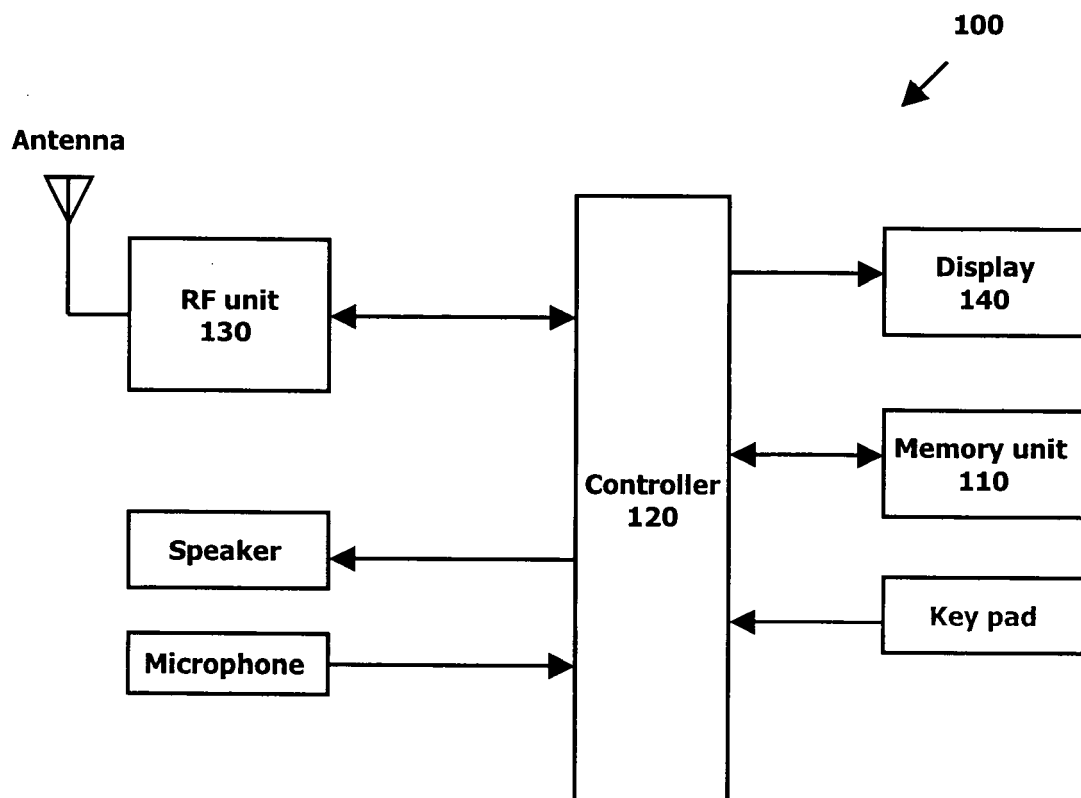 100
Antenna
RF unit
130
Display
140
Memory unit
110
Controller
120
Speaker
Key pad
Microphone